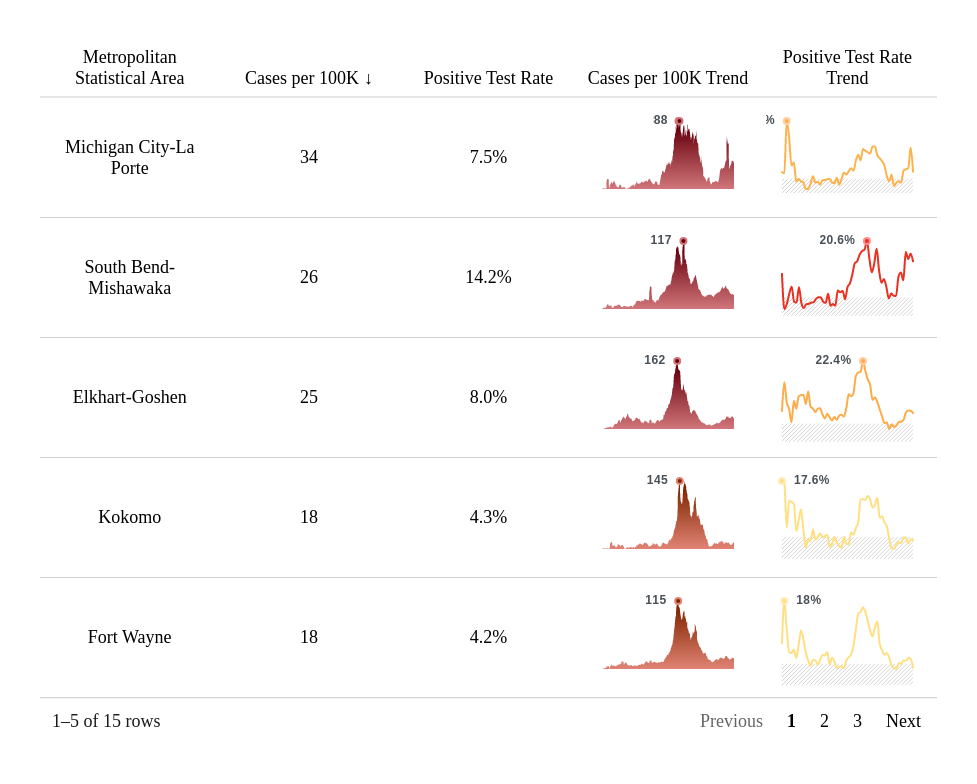 Metropolitan
Statistical Area
Cases per 100K ↓
Positive Test Rate
Cases per 100K Trend
Positive Test Rate
Trend
Michigan City-La
Porte
34
7.5%
88
%
South Bend-
Mishawaka
26
14.2%
117
20.6%
Elkhart-Goshen
25
8.0%
162
22.4%
Kokomo
18
4.3%
145
17.6%
Fort Wayne
18
4.2%
115
18%
1–5 of 15 rows
Previous 1 2 3 Next